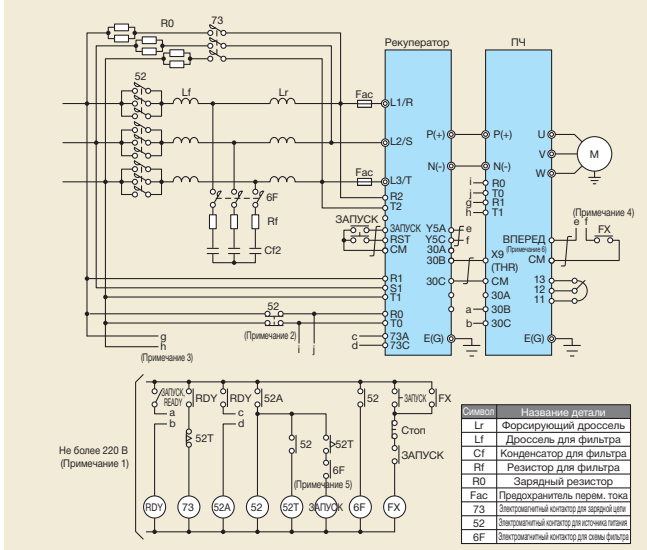 R0
73
Рекуператор
ПЧ
52
Lf
Lr
Fac
L1/R
L2/S
Fac
L3/T
P(+)
P(+)
N(-)
N(-)
U
V
W
M
R2
T2
i
R0
j
T0
g
R1
h
T1
6F
Rf
Cf2
ЗАПУСК
ЗАПУСК
RST
CM
Y5A
e
Y5C
f
30A
30B
30C
X9
(THR)
CM
30A
a
30B
b
30C
(Примечание 4)
e f
FX
ВПЕРЕД
(Примечание 6)
CM
13
12
11
R1
S1
T1
52
(Примечание 2)
R0
T0
i
j
g
h
(Примечание 3)
c
73A
d
73C
E(G)
E(G)
Не более 220 В
(Примечание 1)
ЗАПУСК,
READY
a
b
RDY
52T
RDY
c
d
52A
52
52T
6F
(Примечание 5)
52
ЗАПУСК
FX
Стоп
ЗАПУСК
RDY
73
52A
52
52T
ЗАПУСК
6F
FX
Символ Название детали
Lr Форсирующий дроссель
Lf Дроссель для фильтра
Cf Конденсатор для фильтра
Rf Резистор для фильтра
R0 Зарядный резистор
Fac Предохранитель перем. тока
73 Электромагнитный контактор для зарядной цепи
52 Электромагнитный контактор для источника питания
6F Электромагнитный контактор для схемы фильтра